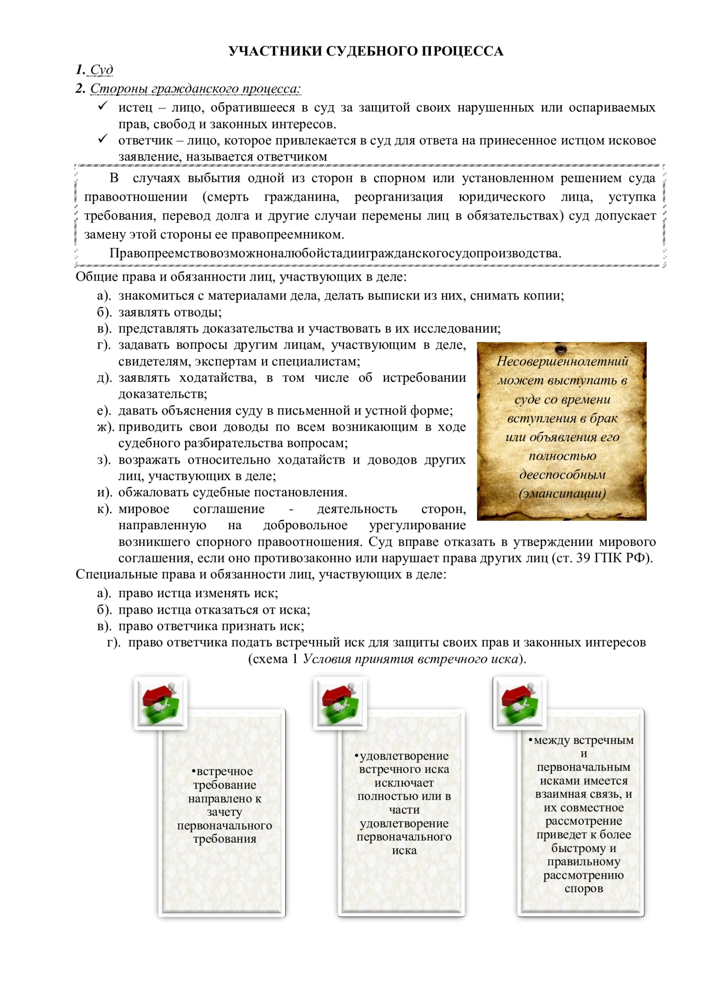 УЧАСТНИКИ СУДЕБНОГО ПРОЦЕССА
1. Суд
2. Стороны гражданского процесса:
✓ истец – лицо, обратившееся в суд за защитой своих нарушенных или оспариваемых
прав, свобод и законных интересов.
✓ ответчик – лицо, которое привлекается в суд для ответа на принесенное истцом исковое
заявление, называется ответчиком
В случаях выбытия одной из сторон в спорном или установленном решением суда
правоотношении (смерть гражданина, реорганизация юридического лица, уступка
требования, перевод долга и другие случаи перемены лиц в обязательствах) суд допускает
замену этой стороны ее правопреемником.
Правопреемствовозможноналюбойстадиигражданскогосудопроизводства.
Общие права и обязанности лиц, участвующих в деле:
а). знакомиться с материалами дела, делать выписки из них, снимать копии;
б). заявлять отводы;
в). представлять доказательства и участвовать в их исследовании;
г). задавать вопросы другим лицам, участвующим в деле,
свидетелям, экспертам и специалистам;
д). заявлять ходатайства, в том числе об истребовании
доказательств;
е). давать объяснения суду в письменной и устной форме;
ж). приводить свои доводы по всем возникающим в ходе
судебного разбирательства вопросам;
з). возражать относительно ходатайств и доводов других
лиц, участвующих в деле;
и). обжаловать судебные постановления.
к). мировое соглашение - деятельность сторон,
направленную на добровольное урегулирование
возникшего спорного правоотношения. Суд вправе отказать в утверждении мирового
соглашения, если оно противозаконно или нарушает права других лиц (ст. 39 ГПК РФ).
Несовершеннолетний
может выступать в
суде со времени
вступления в брак
или объявления его
полностью
дееспособным
(эмансипации)
Специальные права и обязанности лиц, участвующих в деле:
а). право истца изменять иск;
б). право истца отказаться от иска;
в). право ответчика признать иск;
г). право ответчика подать встречный иск для защиты своих прав и законных интересов
(схема 1 Условия принятия встречного иска).
•встречное
требование
направлено к
зачету
первоначального
требования
•удовлетворение
встречного иска
исключает
полностью или в
части
удовлетворение
первоначального
иска
•между встречным
и
первоначальным
исками имеется
взаимная связь, и
их совместное
рассмотрение
приведет к более
быстрому и
правильному
рассмотрению
споров